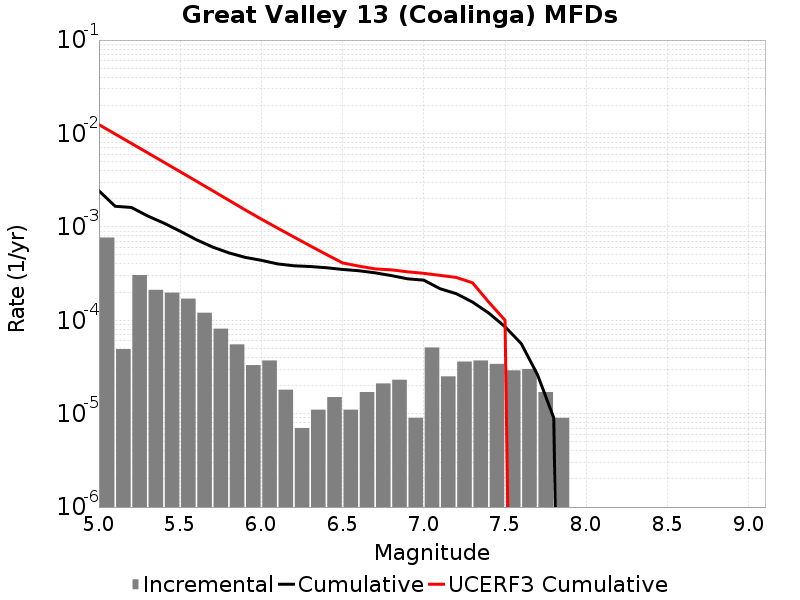 Great Valley 13 (Coalinga) MFDs
10-1
10-2
10-3
10-4
10-5
10-6
Rate (1/yr)
5.0 5.5 6.0 6.5 7.0 7.5 8.0 8.5 9.0
Magnitude
Incremental Cumulative UCERF3 Cumulative